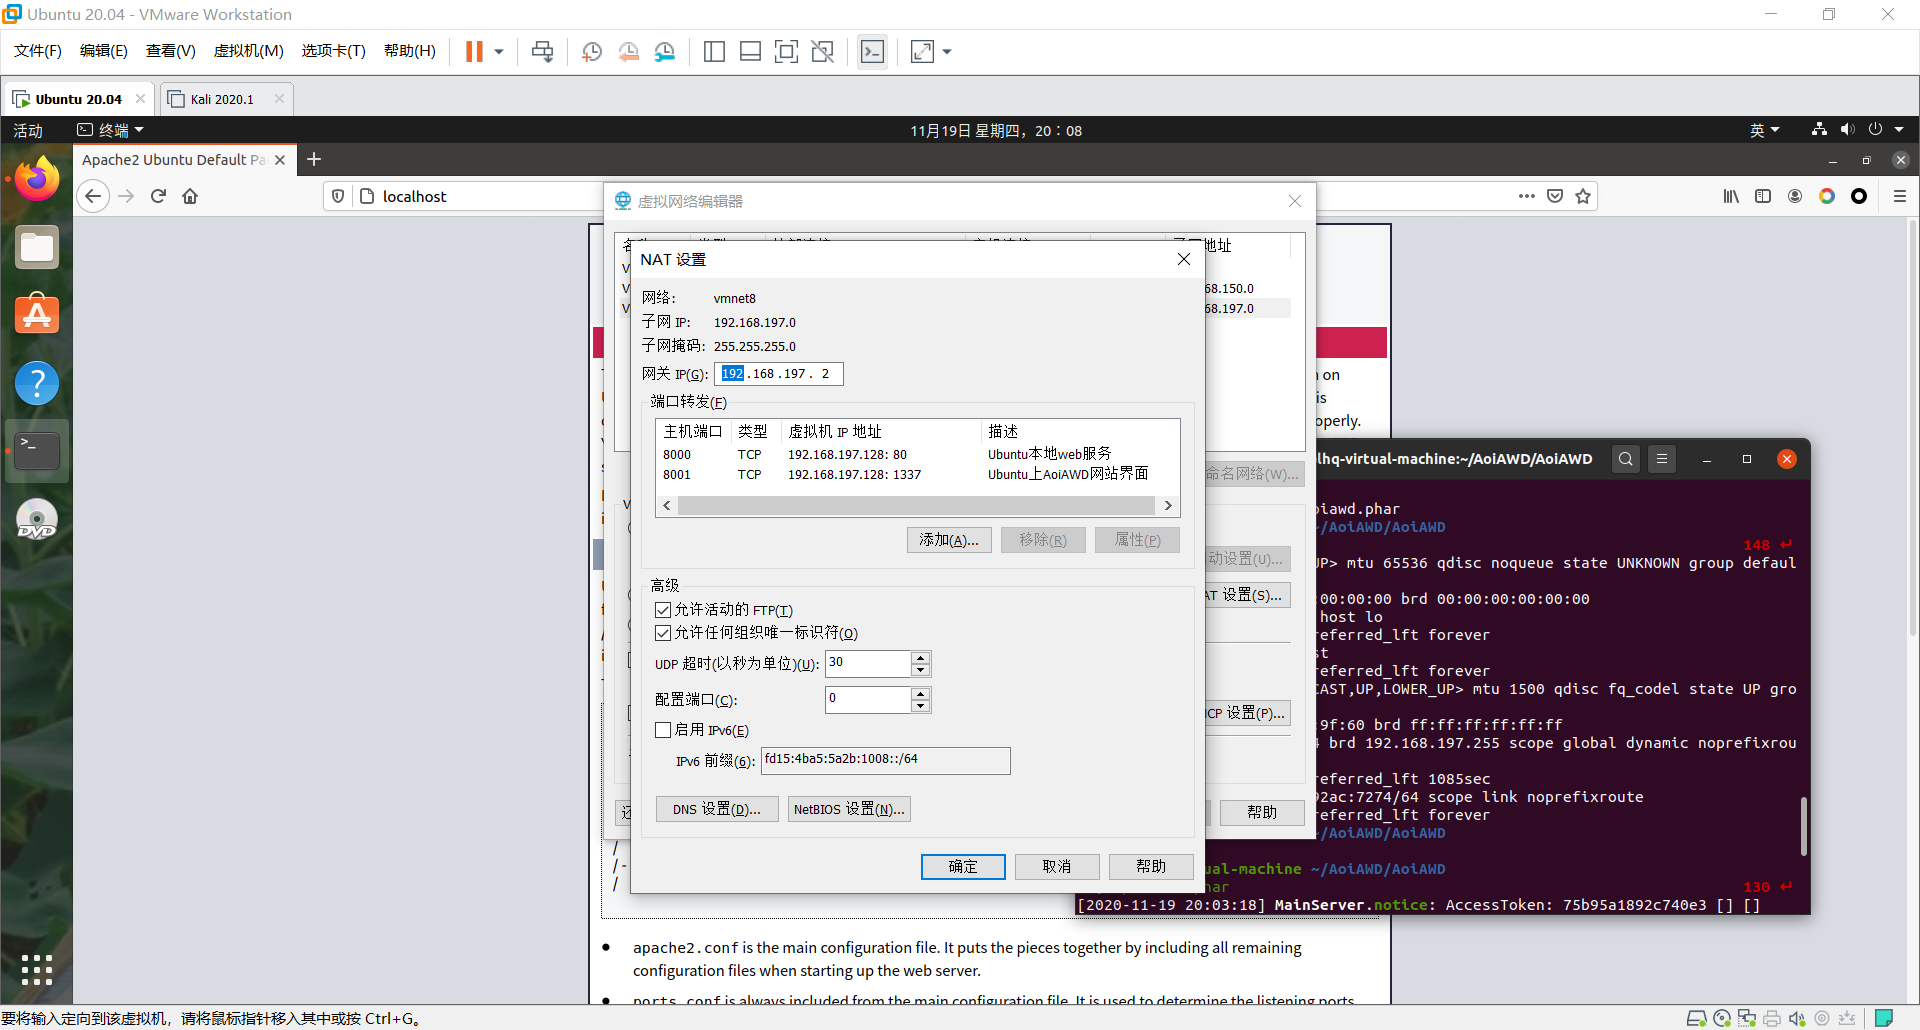 Ubuntu 20.04 - VMware Workstation
文件(F) 编辑(E) 查看(V) 虚拟机(M) 选项卡(T) 帮助(H)
Ubuntu 20.04 Kali 2020.1
活动 终端 11月19日 星期四，20：08 英
Apache2 Ubuntu Default Pa
localhost
虚拟网络编辑器
地址
68.150.0
68.197.0
NAT 设置
网络: vmnet8
子网 IP: 192.168.197.0
子网掩码: 255.255.255.0
网关 IP(G): 192.168.197. 2
端口转发(F)
主机端口 类型 虚拟机 IP 地址 描述
8000 TCP 192.168.197.128: 80 Ubuntu本地web服务
8001 TCP 192.168.197.128: 1337 Ubuntu上AoiAWD网站界面
添加(A)... 移除(R) 属性(P)
高级
允许活动的 FTP(T)
允许任何组织唯一标识符(O)
UDP 超时(以秒为单位)(U): 30
配置端口(C): 0
启用 IPv6(E)
IPv6 前缀(6): fd15:4ba5:5a2b:1008::/64
DNS 设置(D)... NetBIOS 设置(N)...
确定 取消 帮助
命名网络(W)...
动设置(U)...
AT 设置(S)...
CP 设置(P)...
帮助
on
is
operly.
lhq-virtual-machine:~/AoiAWD/AoiAWD
oiawd.phar
~/AoiAWD/AoiAWD
148 ↵
UP> mtu 65536 qdisc noqueue state UNKNOWN group defaul
:00:00:00 brd 00:00:00:00:00:00
host lo
referred_lft forever
st
referred_lft forever
CAST,UP,LOWER_UP> mtu 1500 qdisc fq_codel state UP gro
9f:60 brd ff:ff:ff:ff:ff:ff
brd 192.168.197.255 scope global dynamic noprefixrou
referred_lft 1085sec
92ac:7274/64 scope link noprefixroute
referred_lft forever
~/AoiAWD/AoiAWD
ual-machine ~/AoiAWD/AoiAWD
har
130 ↵
[2020-11-19 20:03:18] MainServer.notice: AccessToken: 75b95a1892c740e3 [] []
apache2.conf is the main configuration file. It puts the pieces together by including all remaining
configuration files when starting up the web server.
ports.conf is always included from the main configuration file. It is used to determine the listening ports
DVD
要将输入定向到该虚拟机，请将鼠标指针移入其中或按 Ctrl+G。